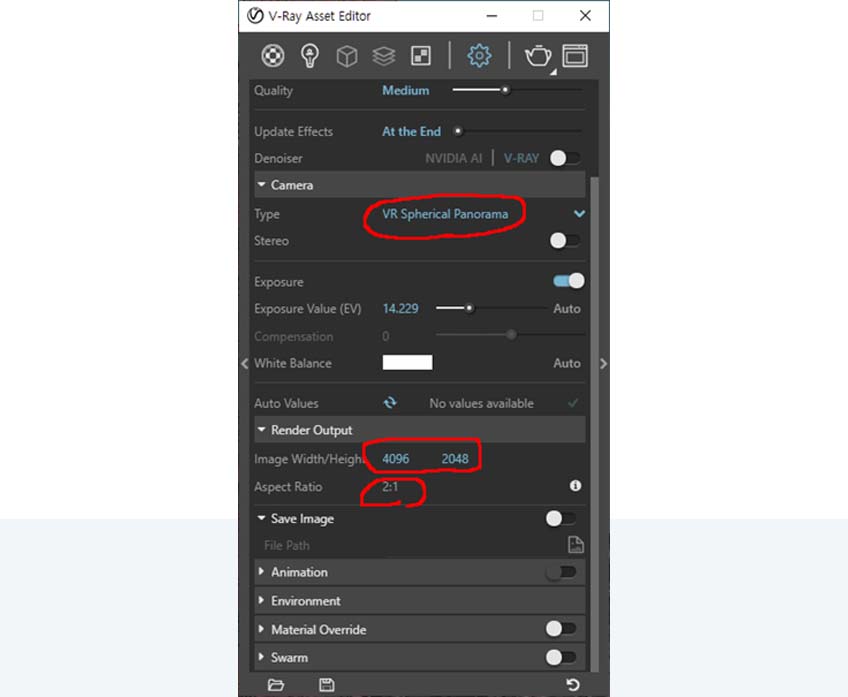 V-Ray Asset Editor
Quality Medium
Update Effects At the End
Denoiser NVIDIA AI | V-RAY
Camera
Type VR Spherical Panorama
Stereo
Exposure
Exposure Value (EV) 14.229 Auto
Compensation 0
White Balance Auto
Auto Values No values available
Render Output
Image Width/Height 4096 2048
Aspect Ratio 2:1
Save Image
File Path
Animation
Environment
Material Override
Swarm